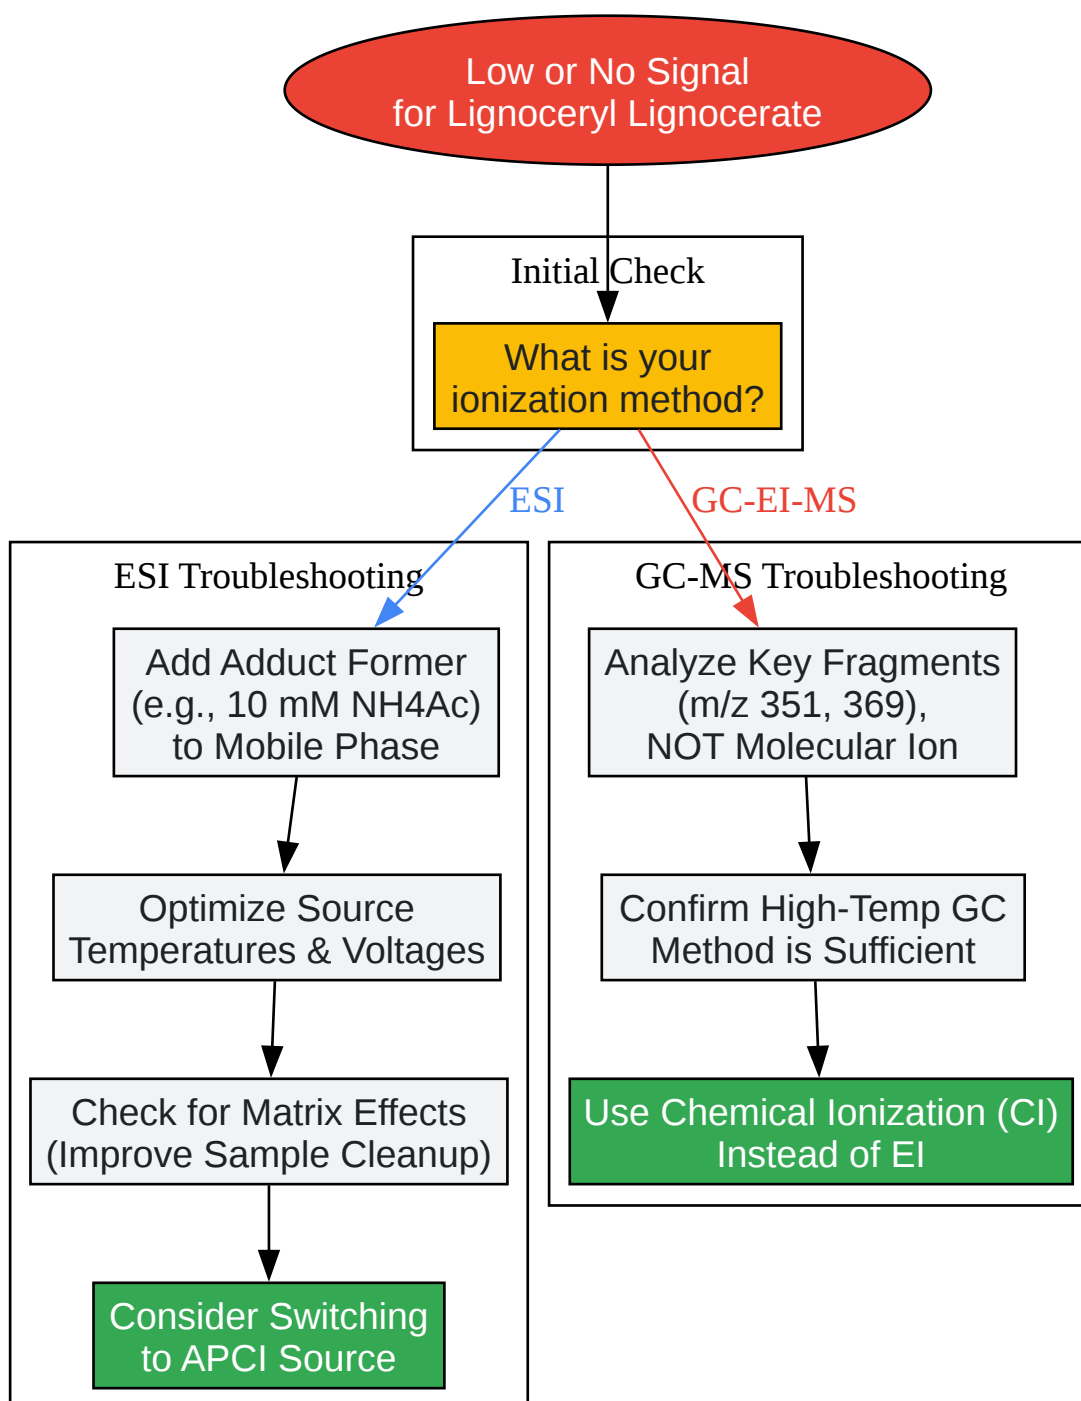 Low or No Signal
for Lignoceryl Lignocerate
Initial Check
What is your
ionization method?
ESI
GC-EI-MS
ESI Troubleshooting
Add Adduct Former
(e.g., 10 mM NH4Ac)
to Mobile Phase
Optimize Source
Temperatures & Voltages
Check for Matrix Effects
(Improve Sample Cleanup)
Consider Switching
to APCI Source
GC-MS Troubleshooting
Analyze Key Fragments
(m/z 351, 369),
NOT Molecular Ion
Confirm High-Temp GC
Method is Sufficient
Use Chemical Ionization (CI)
Instead of EI